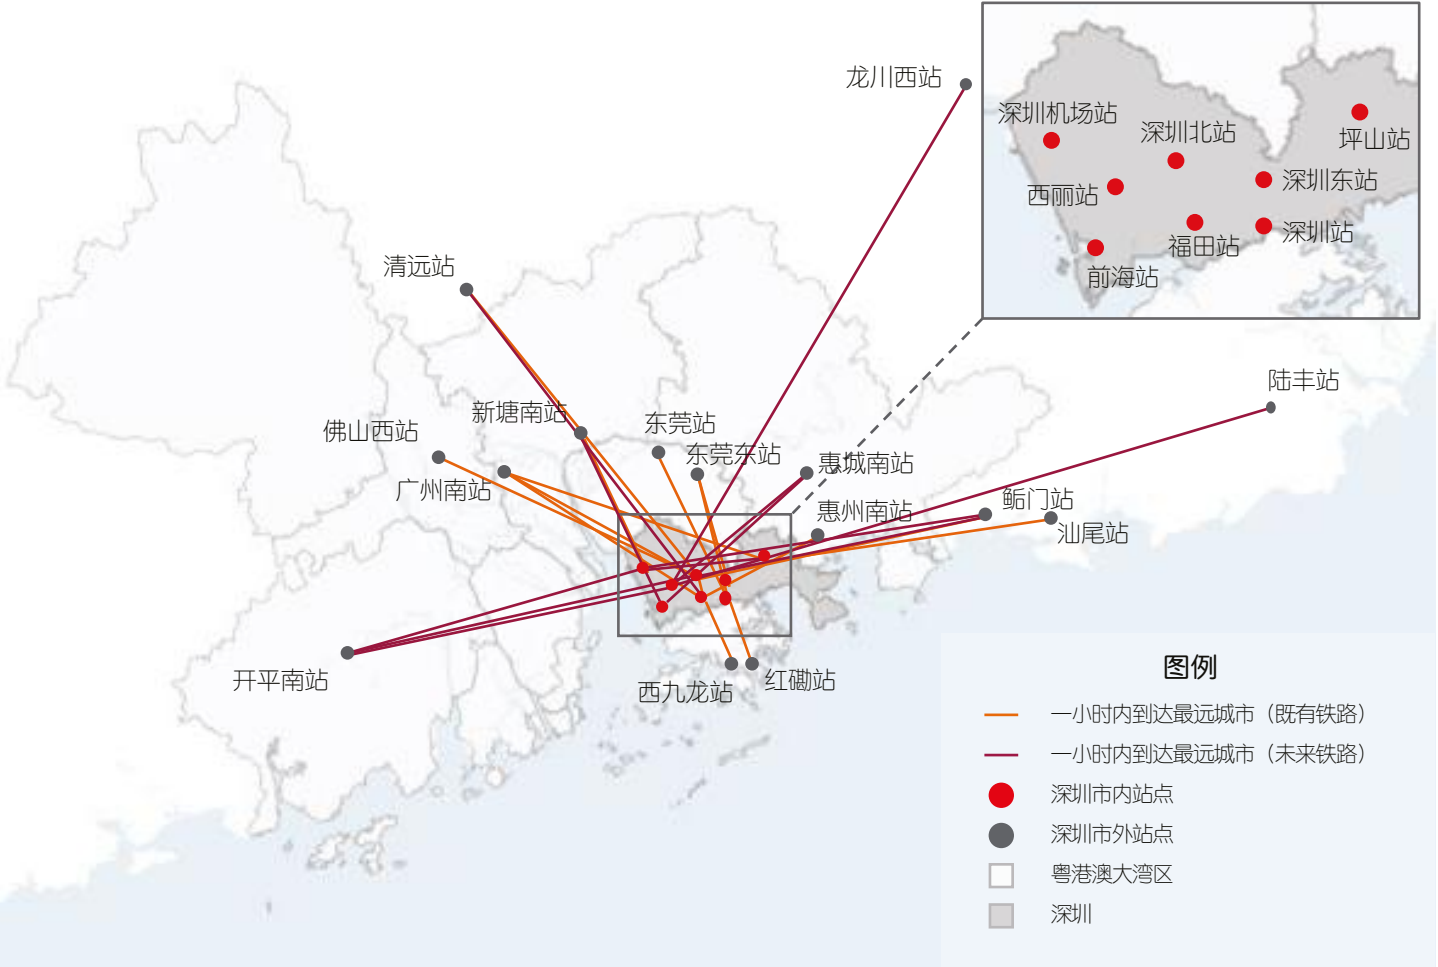 龙川西站
深圳机场站
深圳北站
坪山站
西丽站
深圳东站
福田站
深圳站
前海站
清远站
陆丰站
新塘南站
东莞站
佛山西站
东莞东站
惠城南站
广州南站
惠州南站
鲘门站
汕尾站
开平南站
西九龙站
红磡站
图例
一小时内到达最远城市（既有铁路）
一小时内到达最远城市（未来铁路）
深圳市内站点
深圳市外站点
粤港澳大湾区
深圳